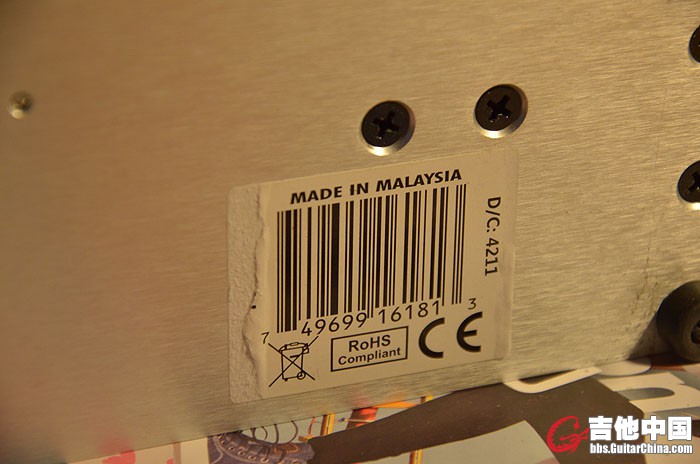 MADE IN MALAYSIA
D/C: 4211
7 49699 16181 3
RoHS
Compliant
CE
吉他中国
bbs.GuitarChina.com